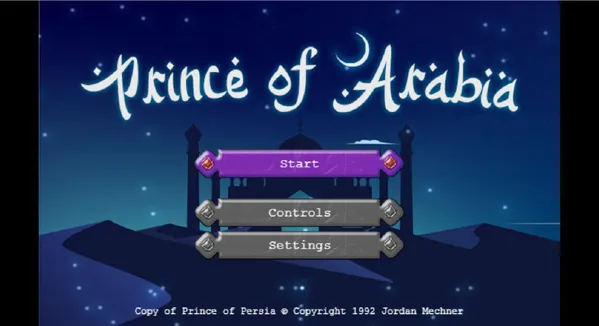 Prince of Arabia
Start
Controls
Settings
Copy of Prince of Persia © Copyright 1992 Jordan Mechner